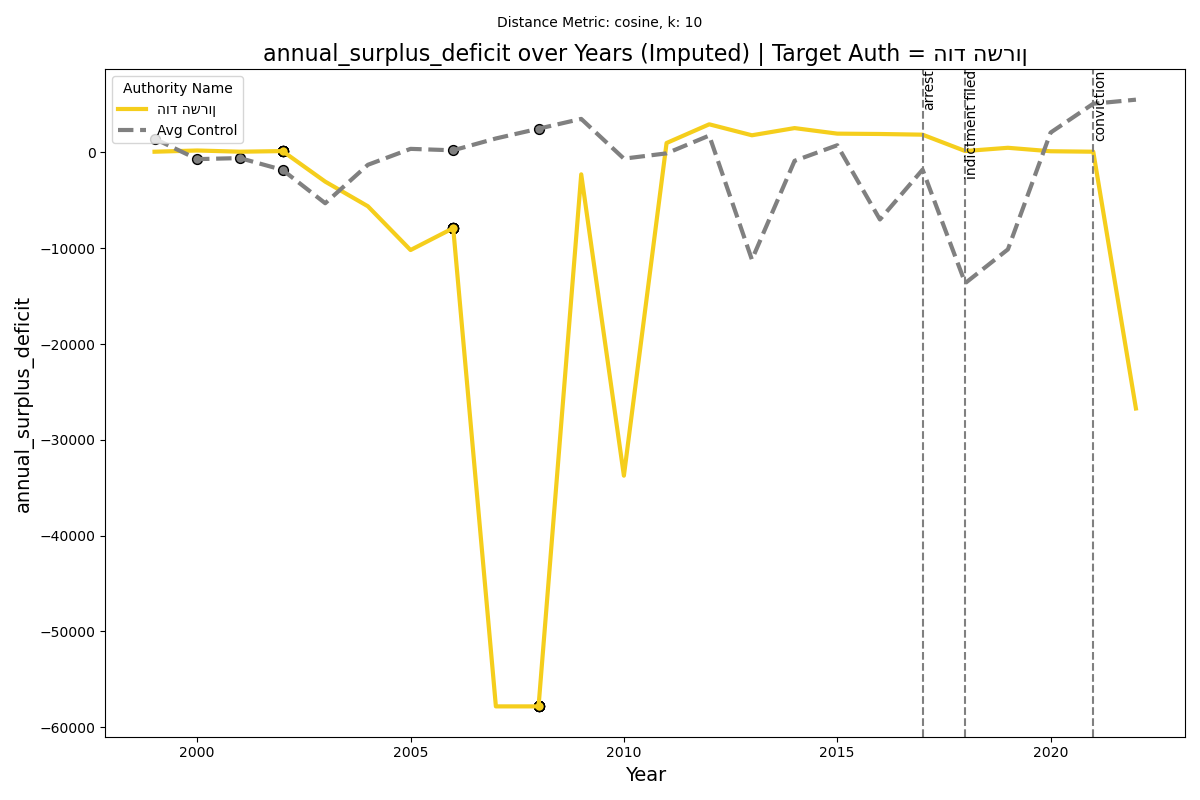 Distance Metric: cosine, k: 10
annual_surplus_deficit over Years (Imputed) | Target Auth = הוד השרון
Authority Name
הוד השרון
Avg Control
arrest
indictment filed
conviction
0
−10000
−20000
−30000
−40000
−50000
−60000
annual_surplus_deficit
2000
2005
2010
2015
2020
Year